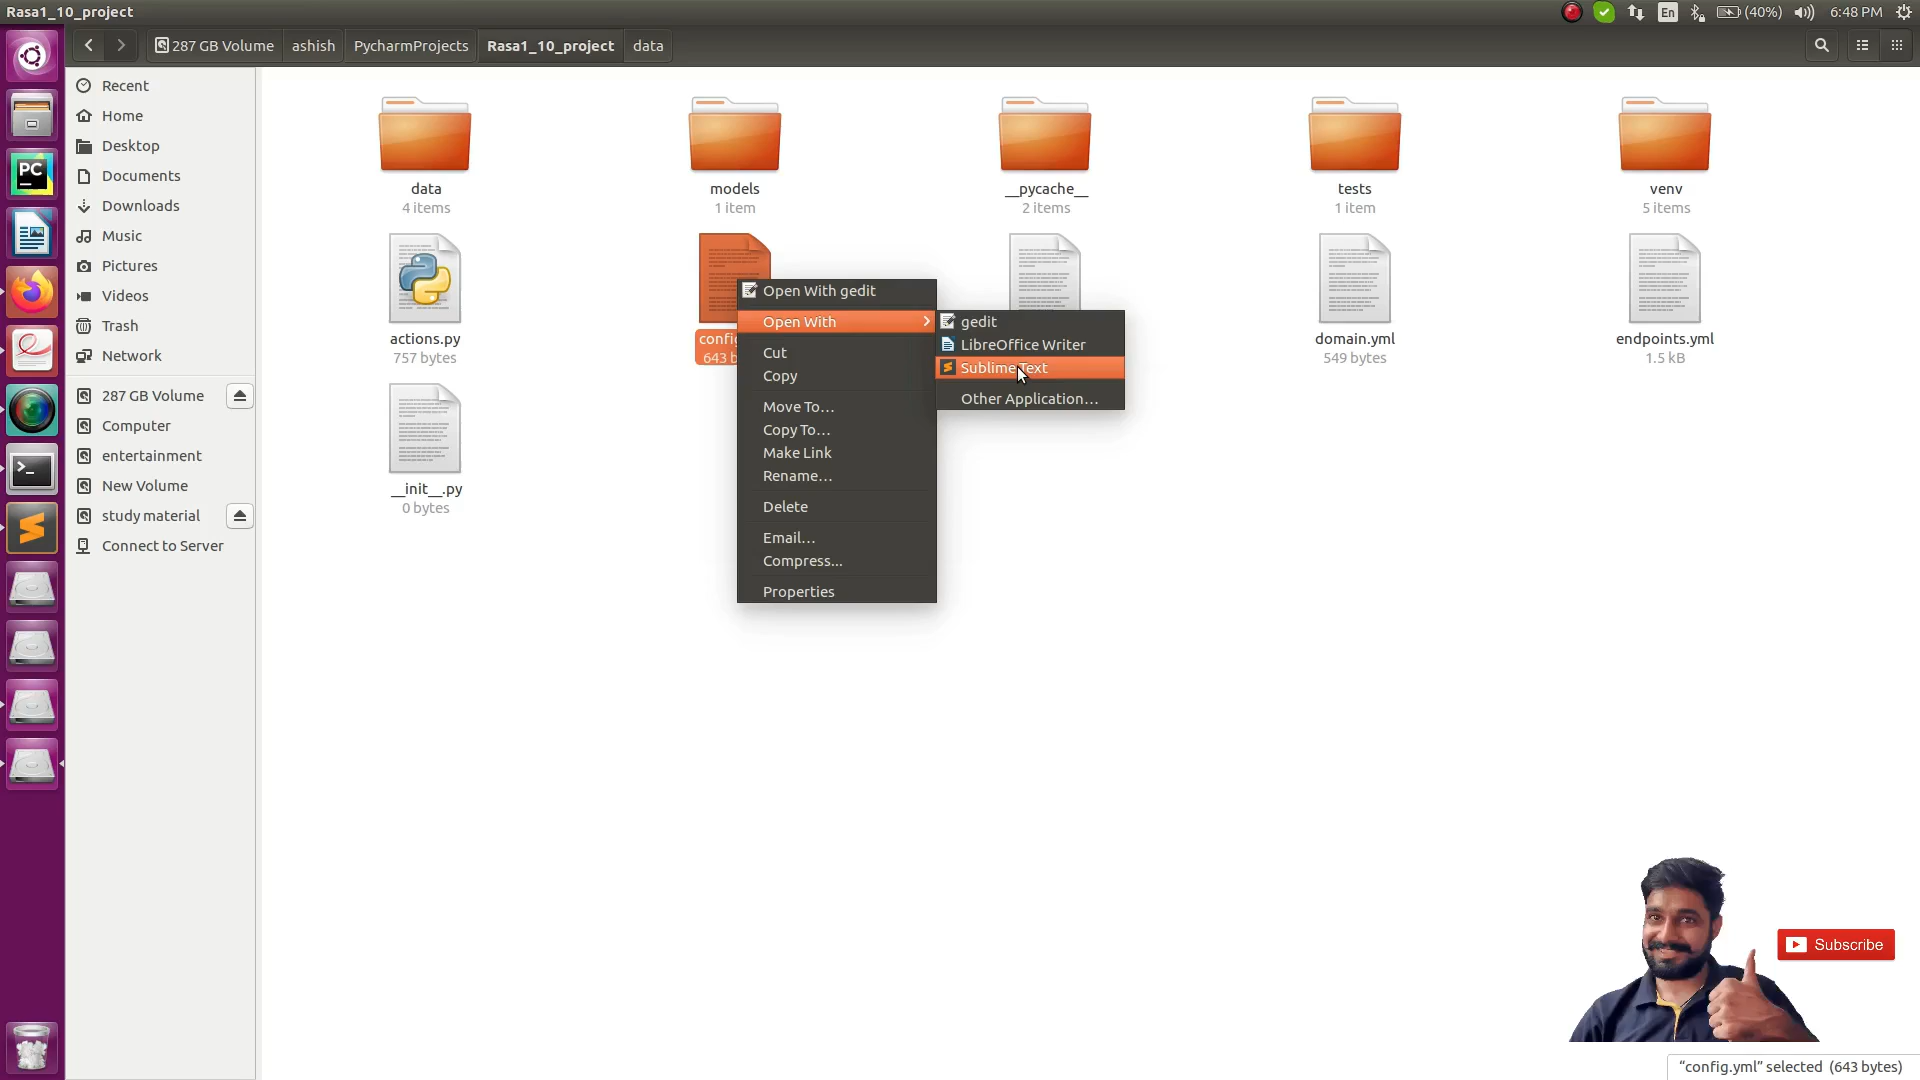 Rasa1_10_project
En
(40%)
6:48 PM
287 GB Volume
ashish
PycharmProjects
Rasa1_10_project
data
Recent
Home
Desktop
Documents
Downloads
Music
Pictures
Videos
Trash
Network
287 GB Volume
Computer
entertainment
New Volume
study material
Connect to Server
PC
data
4 items
models
1 item
__pycache__
2 items
tests
1 item
venv
5 items
actions.py
757 bytes
config
643 b
domain.yml
549 bytes
endpoints.yml
1.5 kB
__init__.py
0 bytes
Open With gedit
Open With
Cut
Copy
Move To…
Copy To…
Make Link
Rename…
Delete
Email…
Compress...
Properties
gedit
LibreOffice Writer
Sublime Text
Other Application…
Subscribe
“config.yml” selected (643 bytes)